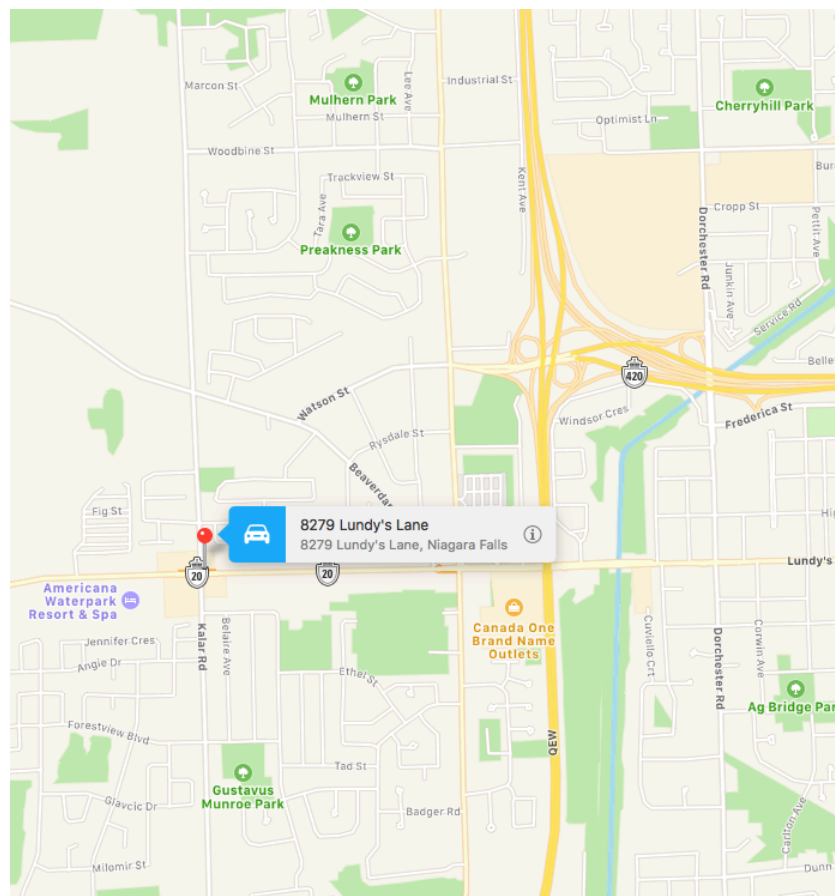 Marcon St
Mulhern Park
Lee Ave
Industrial St
Cherryhill Park
Mulhern St
Optimist Ln
Woodbine St
Kent Ave
Trackview St
Tara Ave
Cropp St
Pettit Ave
Dorchester Rd
Preakness Park
Junkin Ave
Service Rd
420
Watson St
Windsor Cres
Frederica St
Rysdale St
Fig St
8279 Lundy's Lane
8279 Lundy's Lane, Niagara Falls
Lundy's
20
20
Americana
Waterpark
Resort & Spa
Canada One
Brand Name
Outlets
Kalar Rd
Belaire Ave
Cuviello Crt
Dorchester Rd
Corwin Ave
Jennifer Cres
Angie Dr
Ethel St
Forestview Blvd
QEW
Tad St
Gustavus
Munroe Park
Glavcic Dr
Badger Rd
Carlton Ave
Milomir St
Dunn